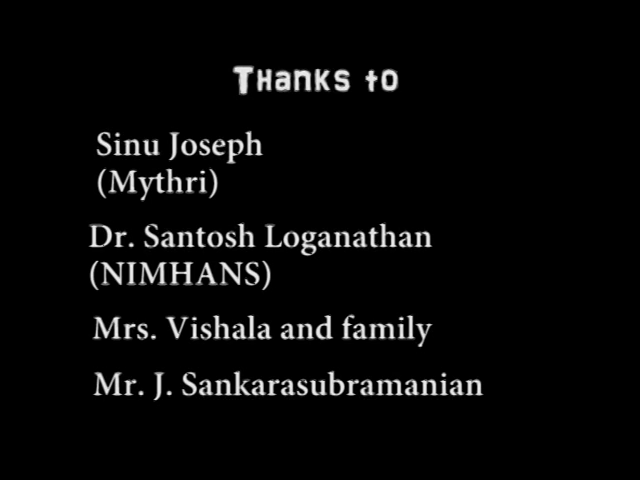 Thanks to
Sinu Joseph
(Mythri)
Dr. Santosh Loganathan
(NIMHANS)
Mrs. Vishala and family
Mr. J. Sankarasubramanian